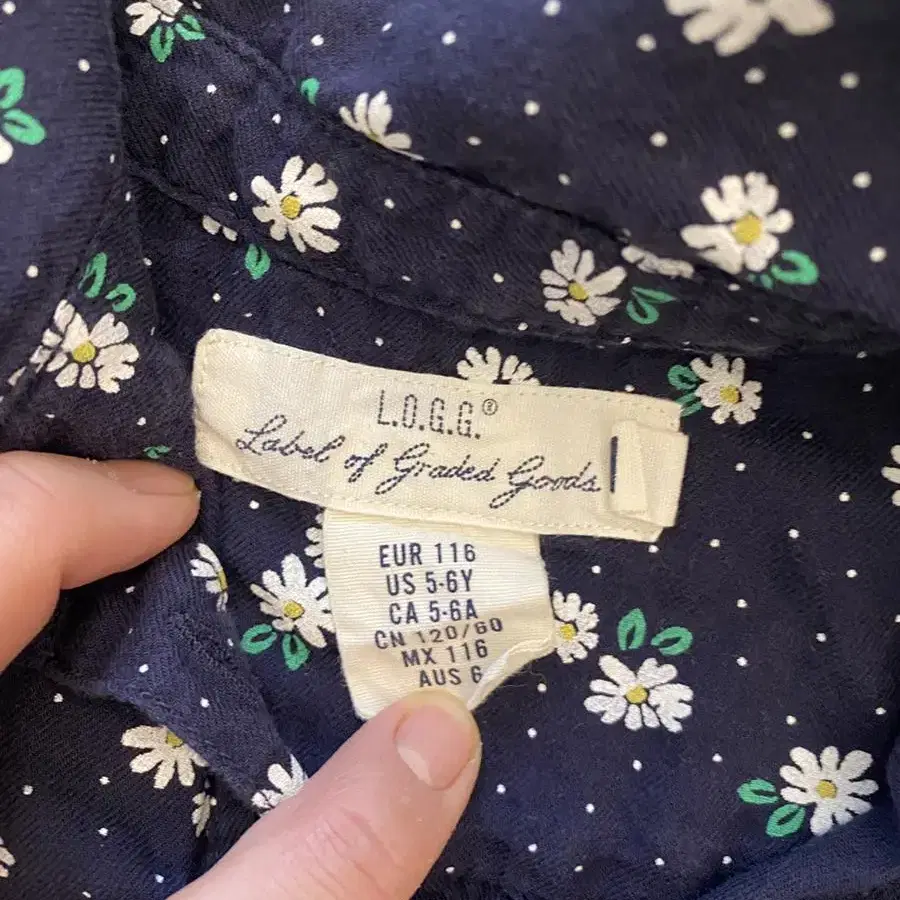 L.O.G.G.®
Label of Graded Goods
EUR 116
US 5-6Y
CA 5-6A
CN 120/60
MX 116
AUS 6